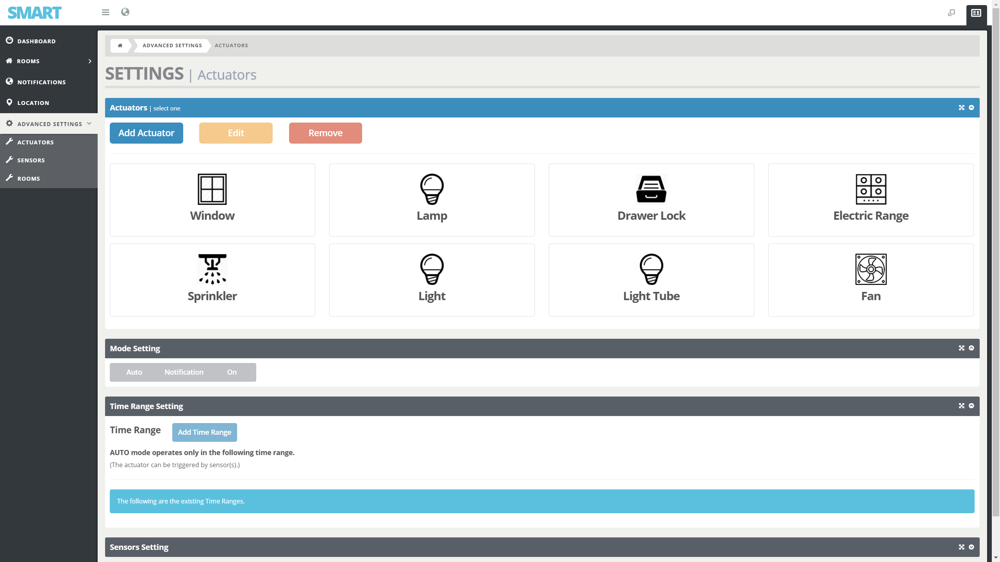 SMART
DASHBOARD
ROOMS
NOTIFICATIONS
LOCATION
ADVANCED SETTINGS
ACTUATORS
SENSORS
ROOMS
ADVANCED SETTINGS ACTUATORS
SETTINGS | Actuators
Actuators | select one
Add Actuator Edit Remove
Window Lamp Drawer Lock Electric Range
Sprinkler Light Light Tube Fan
Mode Setting
Auto Notification On
Time Range Setting
Time Range Add Time Range
AUTO mode operates only in the following time range.
(The actuator can be triggered by sensor(s).)
The following are the existing Time Ranges.
Sensors Setting